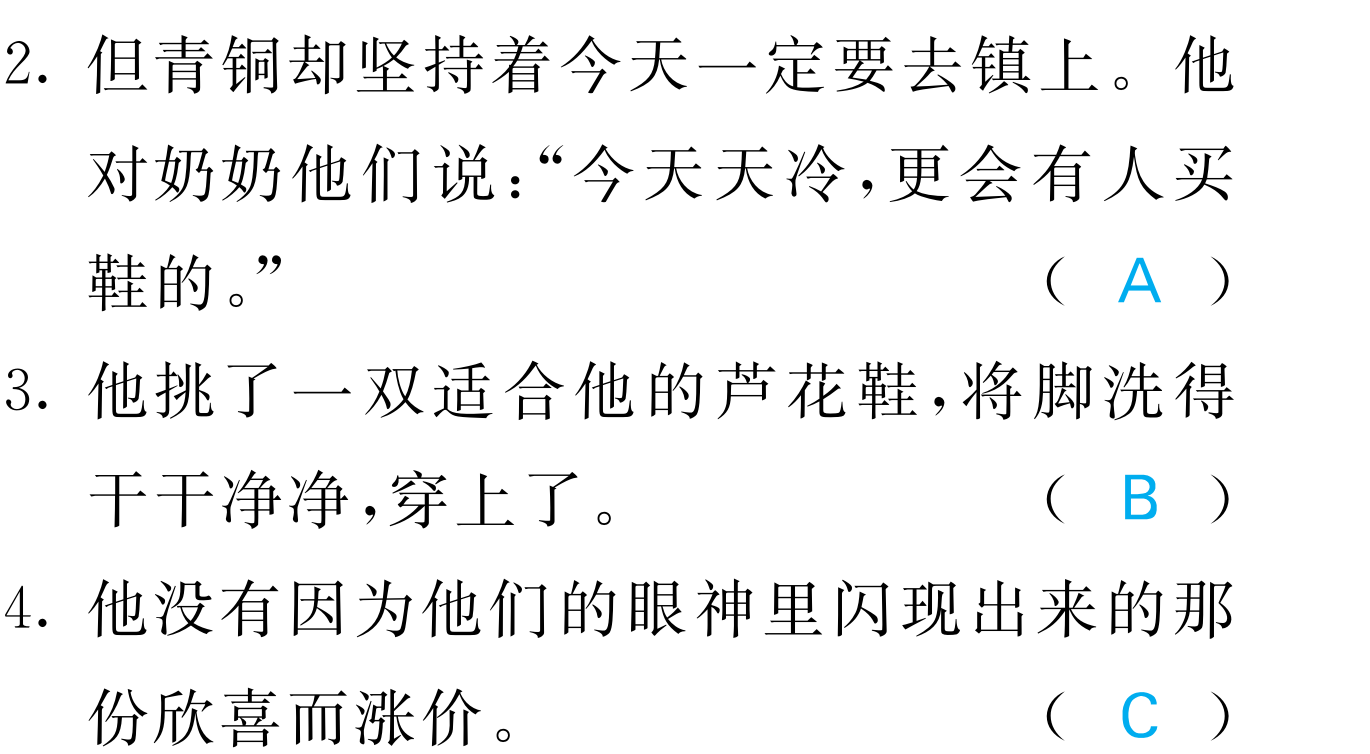 2. 但青铜却坚持着今天一定要去镇上。他
对奶奶他们说：“今天天冷，更会有人买
鞋的。” （ A ）
3. 他挑了一双适合他的芦花鞋，将脚洗得
干干净净，穿上了。 （ B ）
4. 他没有因为他们的眼神里闪现出来的那
份欣喜而涨价。 （ C ）